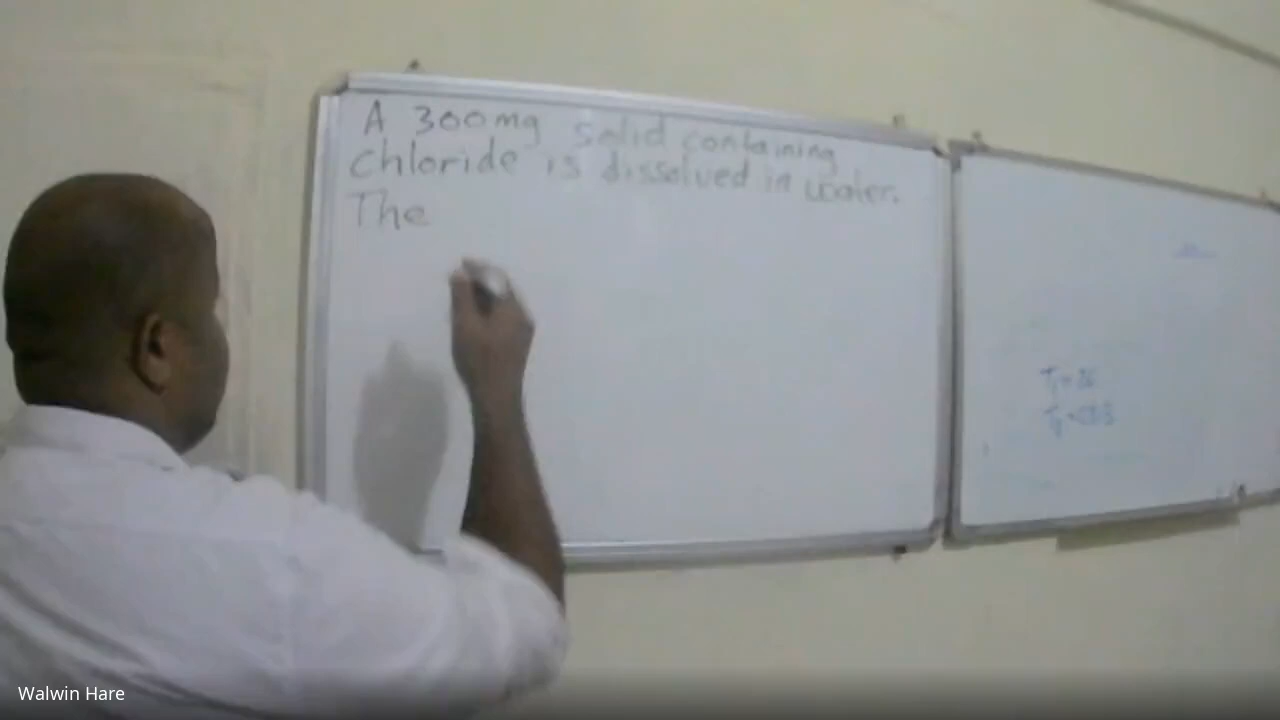 A 300mg solid containing
chloride is dissolved in water.
The
Walwin Hare